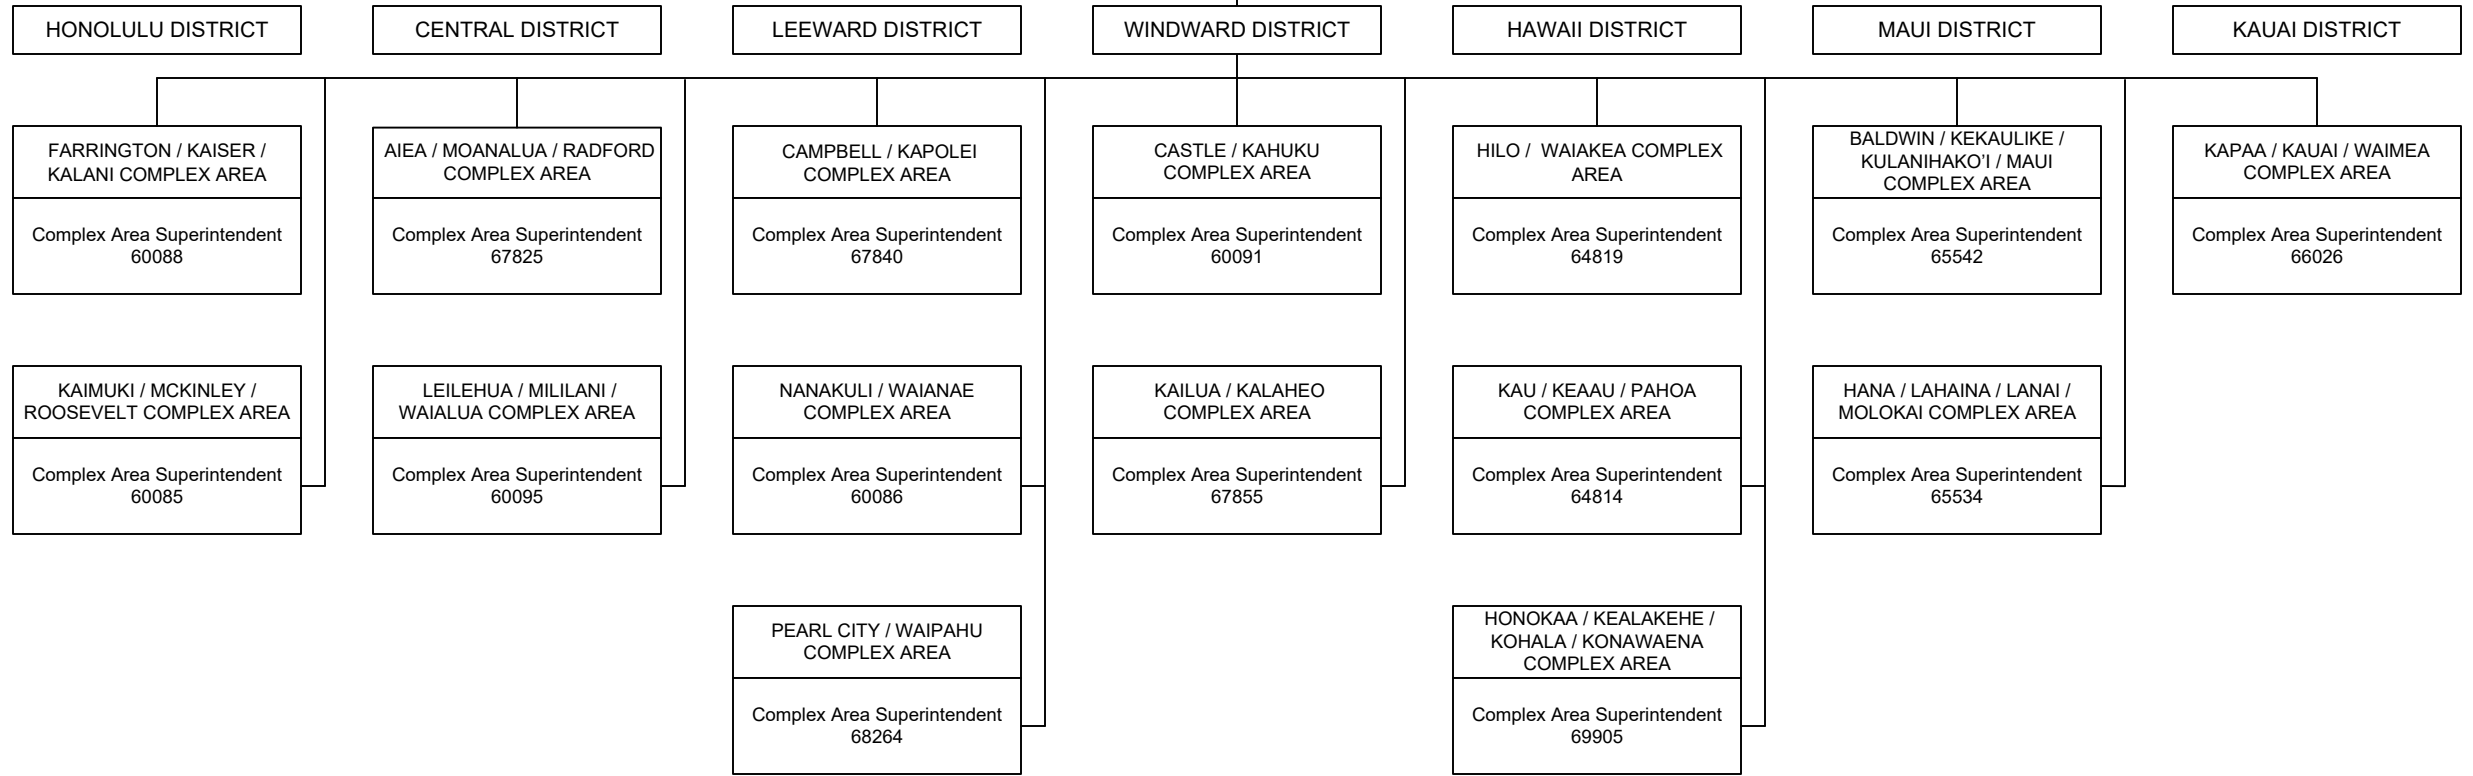 HONOLULU DISTRICT
CENTRAL DISTRICT
LEEWARD DISTRICT
WINDWARD DISTRICT
HAWAII DISTRICT
MAUI DISTRICT
KAUAI DISTRICT
FARRINGTON / KAISER /
KALANI COMPLEX AREA
Complex Area Superintendent
60088
AIEA / MOANALUA / RADFORD
COMPLEX AREA
Complex Area Superintendent
67825
CAMPBELL / KAPOLEI
COMPLEX AREA
Complex Area Superintendent
67840
CASTLE / KAHUKU
COMPLEX AREA
Complex Area Superintendent
60091
HILO / WAIAKEA COMPLEX
AREA
Complex Area Superintendent
64819
BALDWIN / KEKAULIKE /
KULANIHAKO’I / MAUI
COMPLEX AREA
Complex Area Superintendent
65542
KAPAA / KAUAI / WAIMEA
COMPLEX AREA
Complex Area Superintendent
66026
KAIMUKI / MCKINLEY /
ROOSEVELT COMPLEX AREA
Complex Area Superintendent
60085
LEILEHUA / MILILANI /
WAIALUA COMPLEX AREA
Complex Area Superintendent
60095
NANAKULI / WAIANAE
COMPLEX AREA
Complex Area Superintendent
60086
KAILUA / KALAHEO
COMPLEX AREA
Complex Area Superintendent
67855
KAU / KEAAU / PAHOA
COMPLEX AREA
Complex Area Superintendent
64814
HANA / LAHAINA / LANAI /
MOLOKAI COMPLEX AREA
Complex Area Superintendent
65534
PEARL CITY / WAIPAHU
COMPLEX AREA
Complex Area Superintendent
68264
HONOKAA / KEALAKEHE /
KOHALA / KONAWAENA
COMPLEX AREA
Complex Area Superintendent
69905